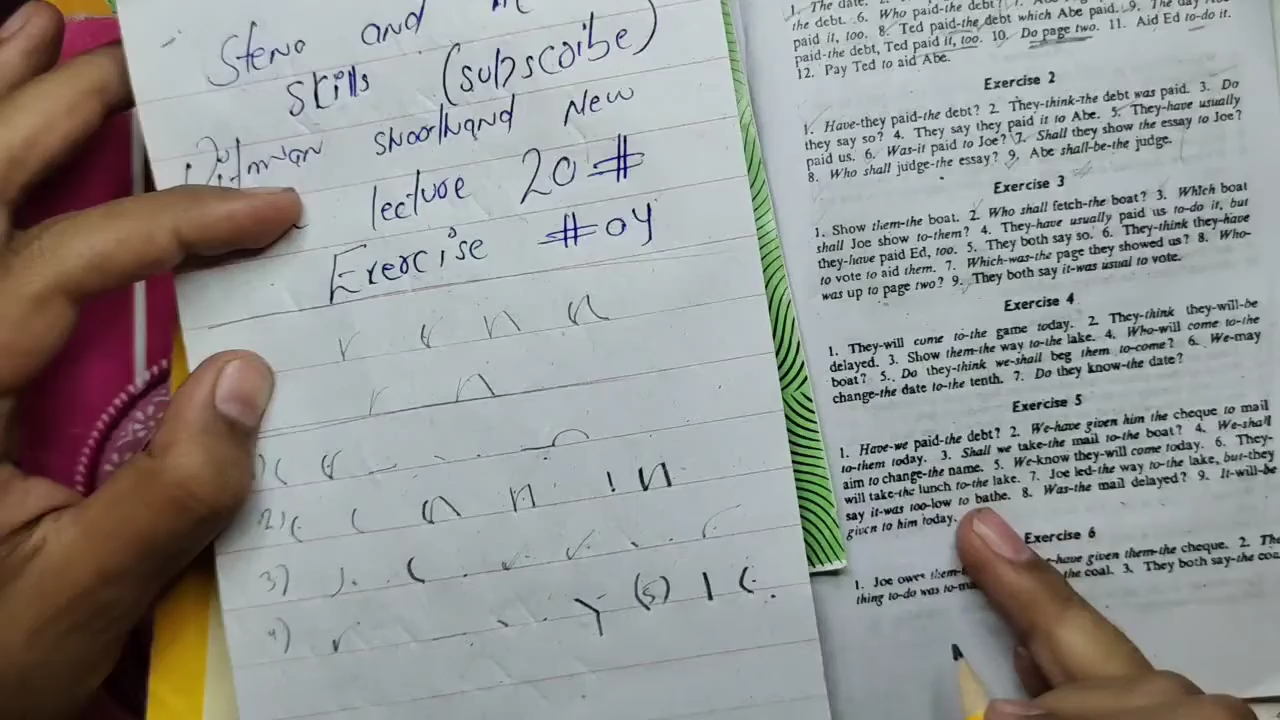 Steno and
skills (subscribe)
Pitman shorthand New
lecture 20 #
Exercise #04
1)
2)
3)
4) (5)
1. The date.
the debt. 6. Who paid-the debt?
paid it, too. 8. Ted paid-the debt which Abe paid. 9. The day
paid-the debt, Ted paid it, too. 10. Do page two. 11. Aid Ed to-do it.
12. Pay Ted to aid Abe.
Exercise 2
1. Have-they paid-the debt? 2. They-think-the debt was paid. 3. Do
they say so? 4. They say they paid it to Abe. 5. They-have usually
paid us. 6. Was-it paid to Joe? 7. Shall they show the essay to Joe?
8. Who shall judge-the essay? 9. Abe shall-be-the judge.
Exercise 3
1. Show them-the boat. 2. Who shall fetch-the boat? 3. Which boat
shall Joe show to-them? 4. They-have usually paid us to-do it, but
they-have paid Ed, too. 5. They both say so. 6. They-think they-have
to vote to aid them. 7. Which-was-the page they showed us? 8. Who-
was up to page two? 9. They both say it-was usual to vote.
Exercise 4
1. They-will come to-the game today. 2. They-think they-will-be
delayed. 3. Show them-the way to-the lake. 4. Who-will come to-the
boat? 5. Do they-think we-shall beg them to-come? 6. We-may
change-the date to-the tenth. 7. Do they know-the date?
Exercise 5
1. Have-we paid-the debt? 2. We-have given him the cheque to mail
to-them today. 3. Shall we take-the mail to-the boat? 4. We-shall
aim to change-the name. 5. We-know they-will come today. 6. They-
will take-the lunch to-the lake. 7. Joe led-the way to-the lake, but-they
say it-was too-low to bathe. 8. Was-the mail delayed? 9. It-will-be
given to him today.
Exercise 6
1. Joe owes them- have given them-the cheque. 2. The
thing to-do was to-m the coal. 3. They both say-the coa